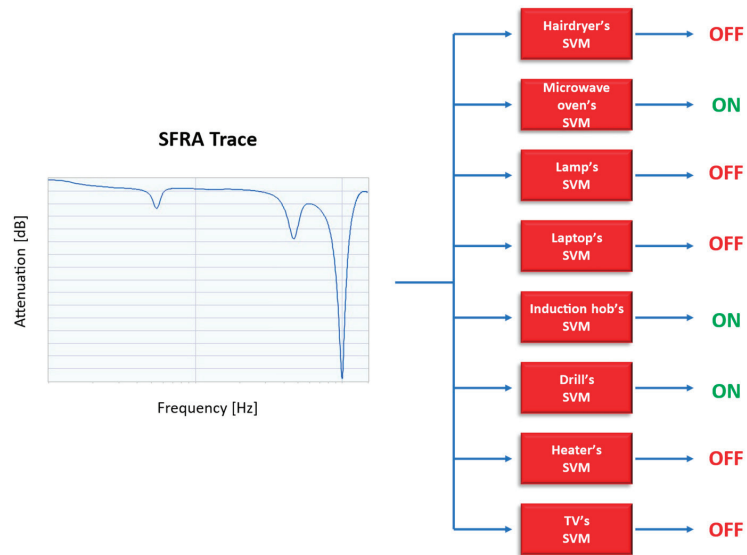 SFRA Trace
Attenuation [dB]
Frequency [Hz]
Hairdryer's
SVM
OFF
Microwave
oven's
SVM
ON
Lamp's
SVM
OFF
Laptop's
SVM
OFF
Induction hob's
SVM
ON
Drill's
SVM
ON
Heater's
SVM
OFF
TV's
SVM
OFF